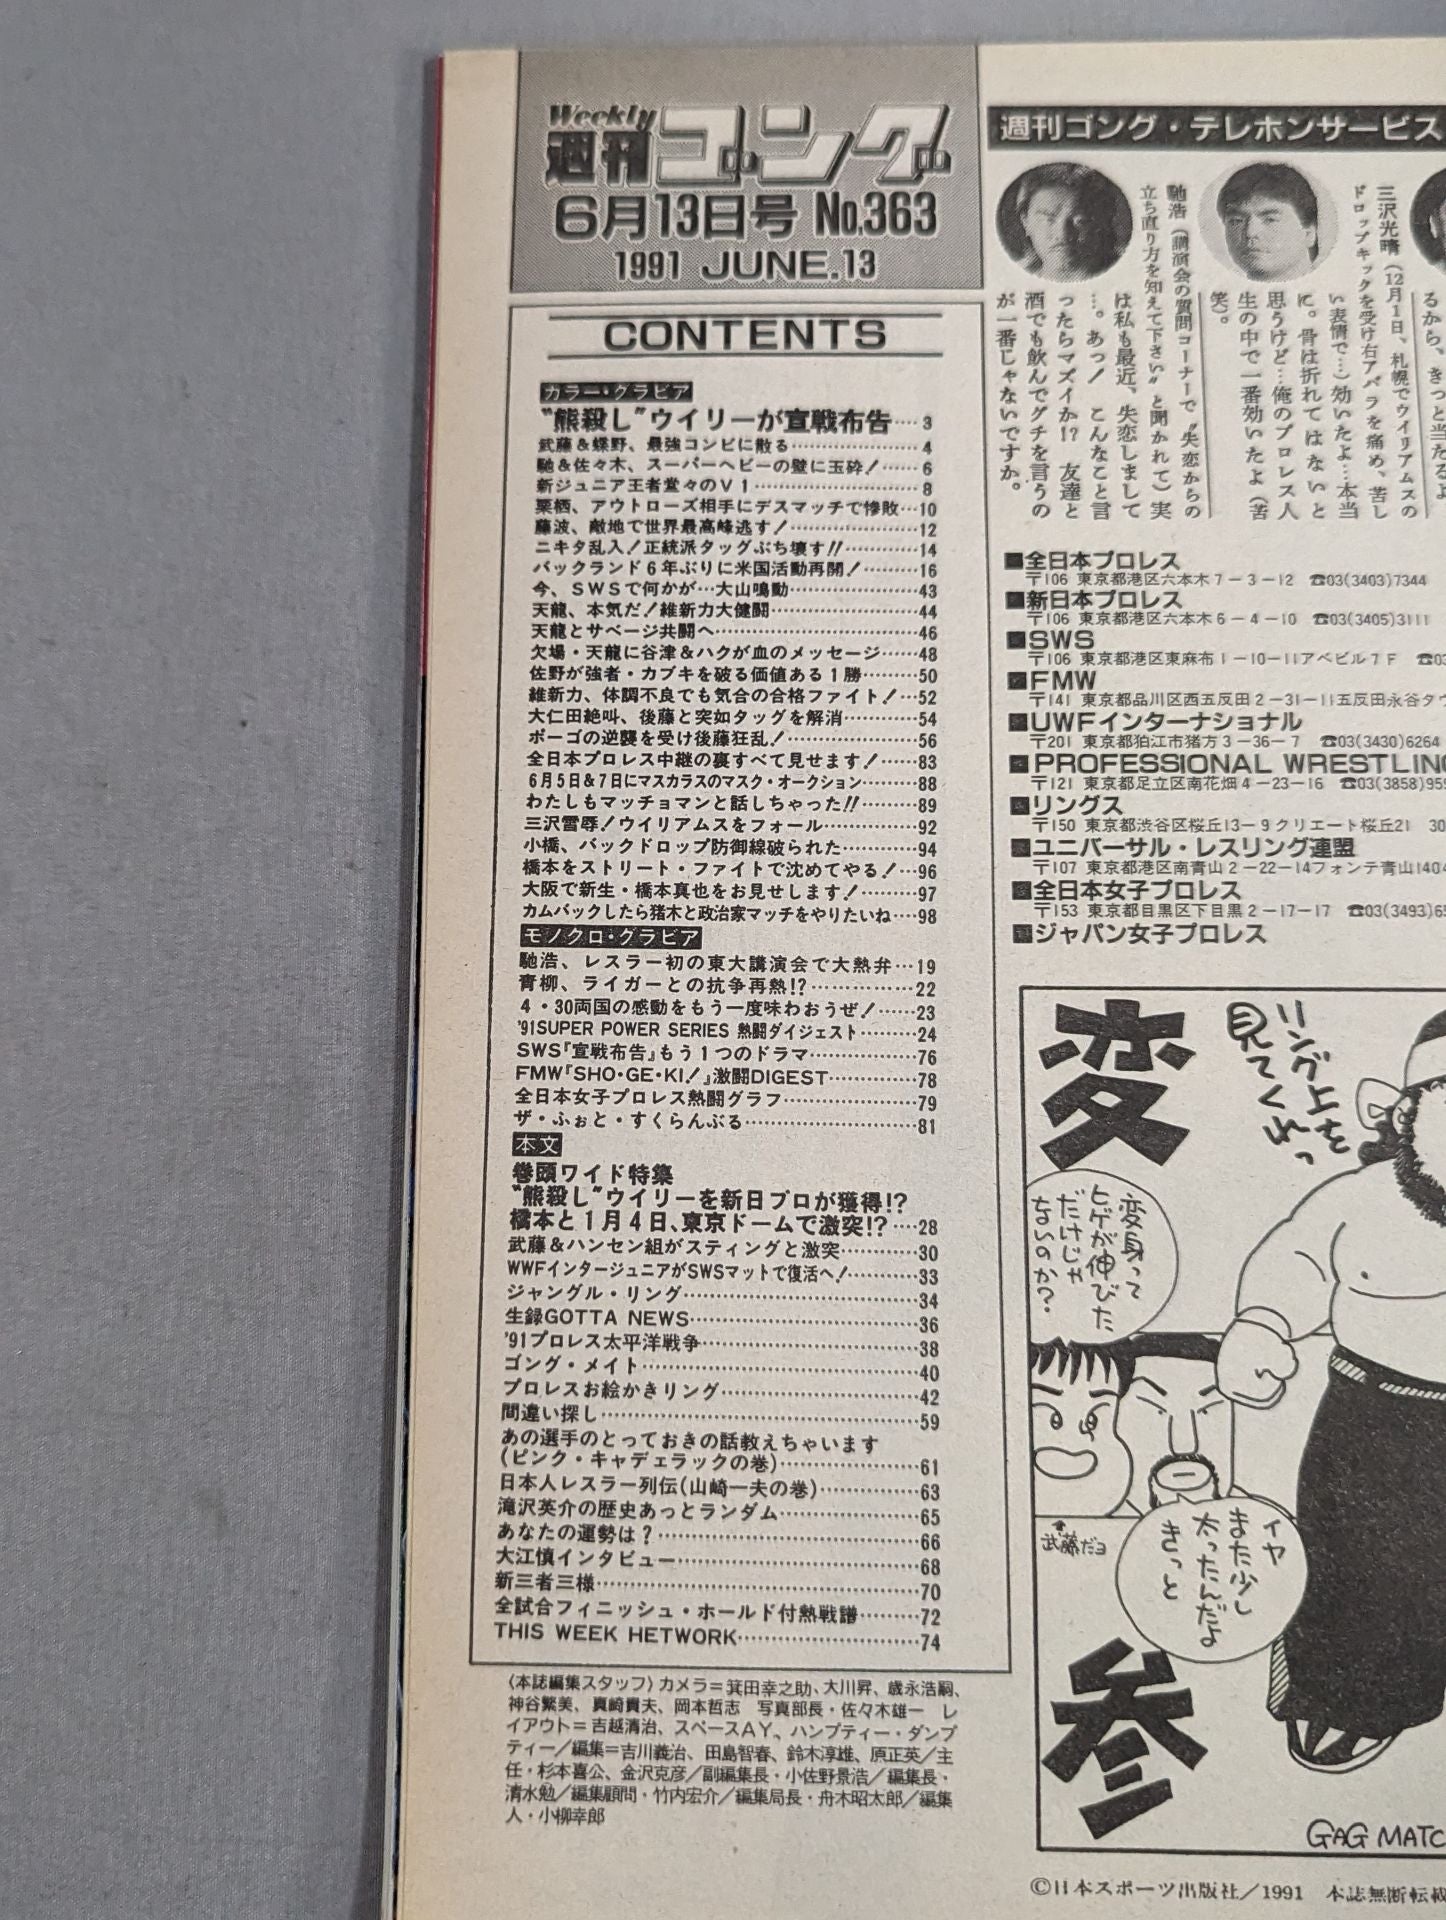 Weekly
週刊ゴング
6月13日号 No.363
1991 JUNE.13
CONTENTS
カラー・グラビア
"熊殺し"ウイリーが宣戦布告……3
武藤＆蝶野、最強コンビに散る……4
馳＆佐々木、スーパーヘビーの壁に玉砕！……6
新ジュニア王者堂々のV1……8
栗栖、アウトローズ相手にデスマッチで惨敗…10
藤波、敵地で世界最高峰逃す！……12
ニキタ乱入！正統派タッグぶち壊す!!……14
バックランド6年ぶりに米国活動再開！……16
今、SWSで何かが…大山鳴動……43
天龍、本気だ！維新力大健闘……44
天龍とサベージ共闘へ……46
欠場・天龍に谷津＆ハクが血のメッセージ……48
佐野が強者・カブキを破る価値ある1勝……50
維新力、体調不良でも気合の合格ファイト！…52
大仁田絶叫、後藤と突如タッグを解消……54
ポーゴの逆襲を受け後藤狂乱！……56
全日本プロレス中継の裏すべて見せます！……83
6月5日＆7日にマスカラスのマスク・オークション……88
わたしもマッチョマンと話しちゃった!!……89
三沢雪辱！ウイリアムスをフォール……92
小橋、バックドロップ防御線破られた……94
橋本をストリート・ファイトで沈めてやる！…96
大阪で新生・橋本真也をお見せします！……97
カムバックしたら猪木と政治家マッチをやりたいね……98
モノクロ・グラビア
馳浩、レスラー初の東大講演会で大熱弁…19
青柳、ライガーとの抗争再熱!?……22
4・30両国の感動をもう一度味わおうぜ！……23
'91SUPER POWER SERIES 熱闘ダイジェスト……24
SWS『宣戦布告』もう1つのドラマ……76
FMW『SHO・GE・KI！』激闘DIGEST……78
全日本女子プロレス熱闘グラフ……79
ザ・ふぉと・すくらんぶる……81
本文
巻頭ワイド特集
"熊殺し"ウイリーを新日プロが獲得!?
橋本と1月4日、東京ドームで激突!?……28
武藤＆ハンセン組がスティングと激突……30
WWFインタージュニアがSWSマットで復活へ！……33
ジャングル・リング……34
生録GOTTA NEWS……36
'91プロレス太平洋戦争……38
ゴング・メイト……40
プロレスお絵かきリング……42
間違い探し……59
あの選手のとっておきの話教えちゃいます
(ピンク・キャデェラックの巻)……61
日本人レスラー列伝(山崎一夫の巻)……63
滝沢英介の歴史あっとランダム……65
あなたの運勢は？……66
大江慎インタビュー……68
新三者三様……70
全試合フィニッシュ・ホールド付熱戦譜……72
THIS WEEK HETWORK……74
〈本誌編集スタッフ〉カメラ＝箕田幸之助、大川昇、歳永浩嗣、
神谷繁美、真崎貴夫、岡本哲志　写真部長・佐々木雄一　レ
イアウト＝吉越清治、スペースAY、ハンプティー・ダンプ
ティー／編集＝吉川義治、田島智春、鈴木淳雄、原正英／主
任・杉本喜公、金沢克彦／副編集長・小佐野景浩／編集長・
清水勉／編集顧問・竹内宏介／編集局長・舟木昭太郎／編集
人・小柳幸郎
週刊ゴング・テレホンサービス
るから、きっと当たるよ
三沢光晴（12月1日、札幌でウイリアムスの
ドロップキックを受け右アバラを痛め、苦し
い表情で…）効いたよ…本当
に。骨は折れてはないと
思うけど…俺のプロレス人
生の中で一番効いたよ（苦
笑）。
馳浩（講演会の質問コーナーで"失恋からの
立ち直り方を知えて下さい"と聞かれて）実
は私も最近、失恋しまして
…。あっ！　こんなこと言
ったらマズイか!?　友達と
酒でも飲んでグチを言うの
が一番じゃないですか。
■全日本プロレス
〒106 東京都港区六本木7－3－12 ☎03(3403)7344
■新日本プロレス
〒106 東京都港区六本木6－4－10 ☎03(3405)3111
■SWS
〒106 東京都港区東麻布1－10－11アベビル7F ☎03
■FMW
〒141 東京都品川区西五反田2－31－11五反田永谷タウ
■UWFインターナショナル
〒201 東京都狛江市猪方3－36－7 ☎03(3430)6264
■PROFESSIONAL WRESTLING
〒121 東京都足立区南花畑4－23－16 ☎03(3858)959
■リングス
〒150 東京都渋谷区桜丘13－9クリエート桜丘21 30
■ユニバーサル・レスリング連盟
〒107 東京都港区南青山2－22－14フォンテ青山1404
■全日本女子プロレス
〒153 東京都目黒区下目黒2－17－17 ☎03(3493)65
■ジャパン女子プロレス
変
リング上を
見てくれっ
変身って
ヒゲが伸びた
だけじゃ
ないのか？
武藤だヨ
イヤ
また少し
太ったんだよ
きっと
参
GAG MATC
©日本スポーツ出版社／1991　本誌無断転載